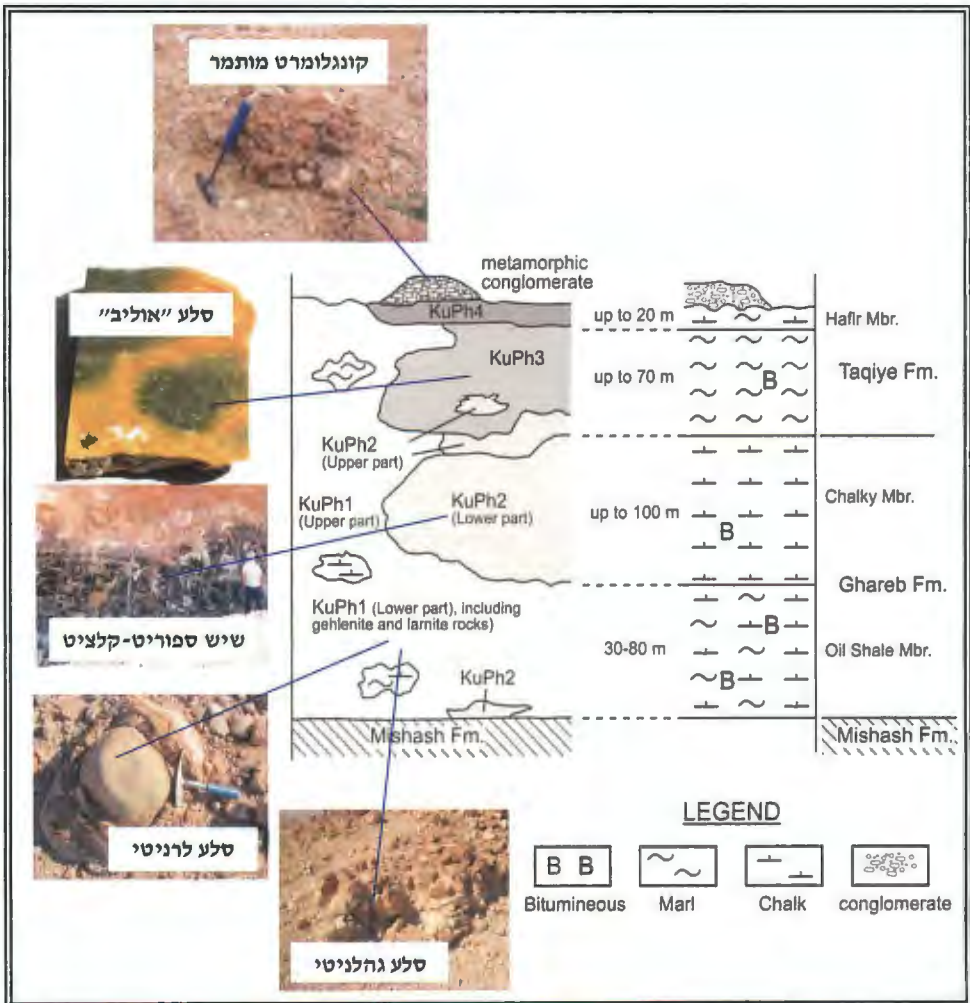 קונגלומרט מותמר
metamorphic
conglomerate
KuPh4
up to 20 m
Hafir Mbr.
סלע "אוליב"
KuPh3
up to 70 m
B
Taqiye Fm.
KuPh2
(Upper part)
KuPh1
(Upper part)
KuPh2
(Lower part)
up to 100 m
B
Chalky Mbr.
Ghareb Fm.
שיש ספוריט-קלציט
KuPh1 (Lower part), including
gehlenite and larnite rocks)
30-80 m
B
B
Oil Shale Mbr.
KuPh2
Mishash Fm.
Mishash Fm.
סלע לרניטי
סלע גהלניטי
LEGEND
B B
Bitumineous
Marl
Chalk
conglomerate